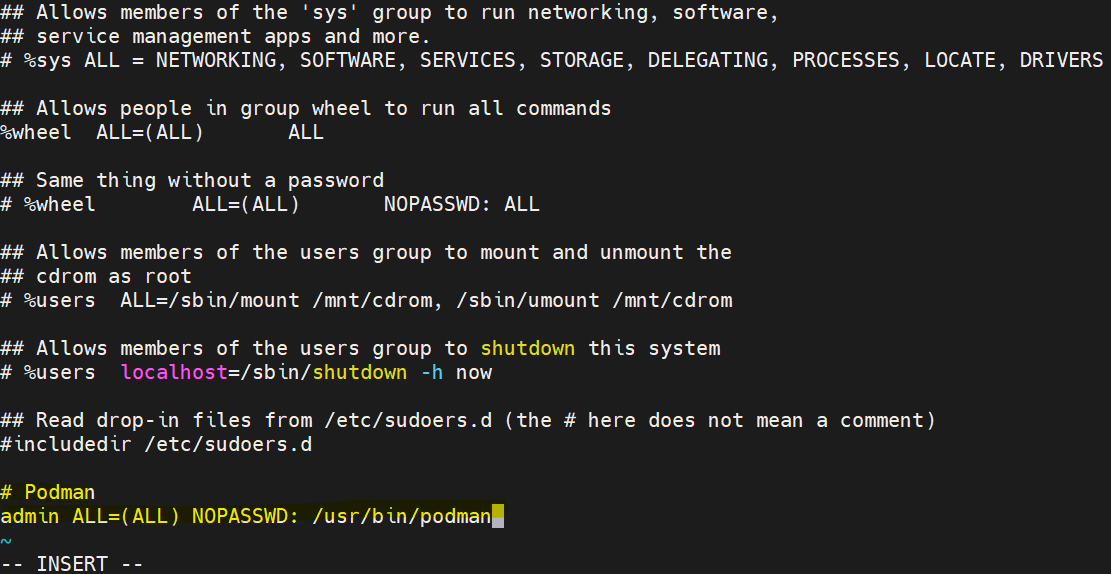 ## Allows members of the 'sys' group to run networking, software,
## service management apps and more.
# %sys ALL = NETWORKING, SOFTWARE, SERVICES, STORAGE, DELEGATING, PROCESSES, LOCATE, DRIVERS
## Allows people in group wheel to run all commands
%wheel  ALL=(ALL)       ALL
## Same thing without a password
# %wheel        ALL=(ALL)       NOPASSWD: ALL
## Allows members of the users group to mount and unmount the
## cdrom as root
# %users  ALL=/sbin/mount /mnt/cdrom, /sbin/umount /mnt/cdrom
## Allows members of the users group to shutdown this system
# %users  localhost=/sbin/shutdown -h now
## Read drop-in files from /etc/sudoers.d (the # here does not mean a comment)
#includedir /etc/sudoers.d
# Podman
admin ALL=(ALL) NOPASSWD: /usr/bin/podman
~
-- INSERT --